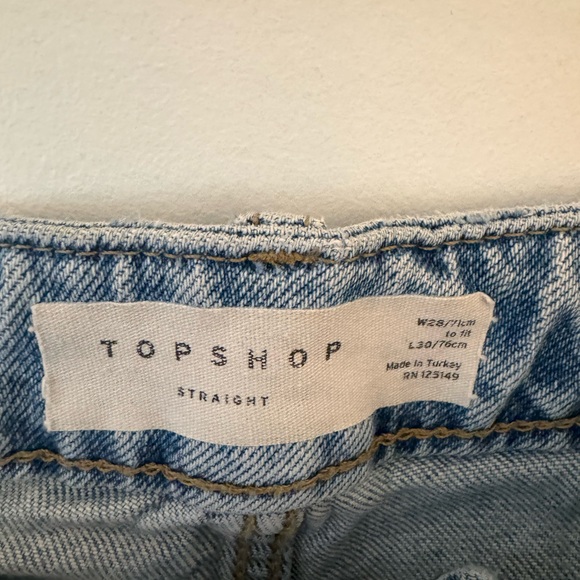 TOPSHOP
STRAIGHT
W28/71cm
to fit
L30/76cm
Made in Turkey
RN 125149